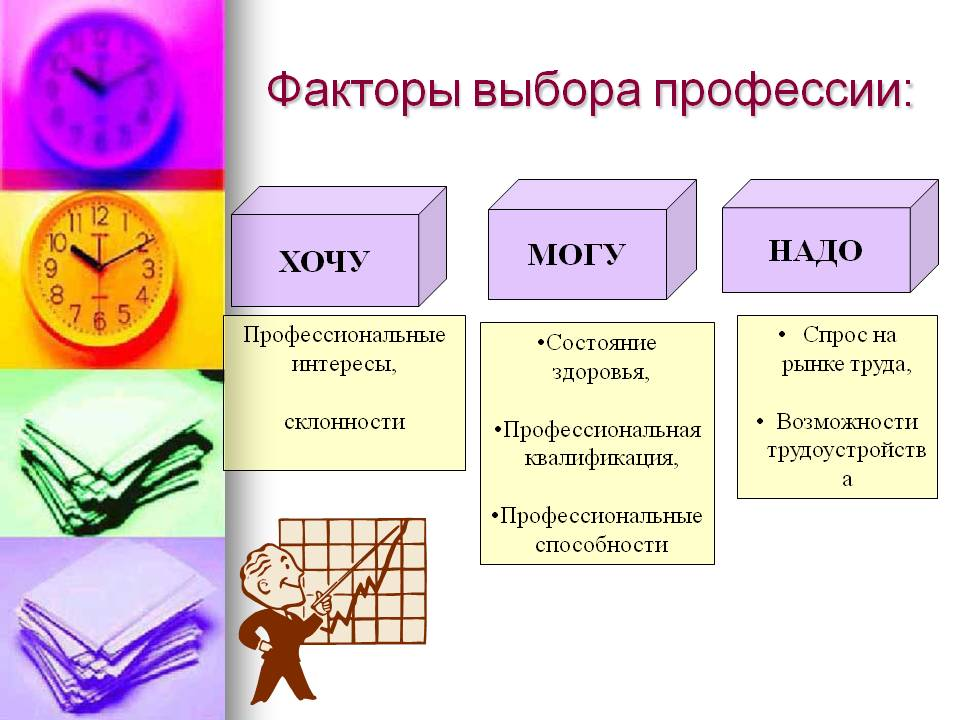 Факторы выбора профессии:
ХОЧУ
Профессиональные
интересы,
склонности
МОГУ
•Состояние
здоровья,
•Профессиональная
квалификация,
•Профессиональные
способности
НАДО
• Спрос на
рынке труда,
• Возможности
трудоустройств
а